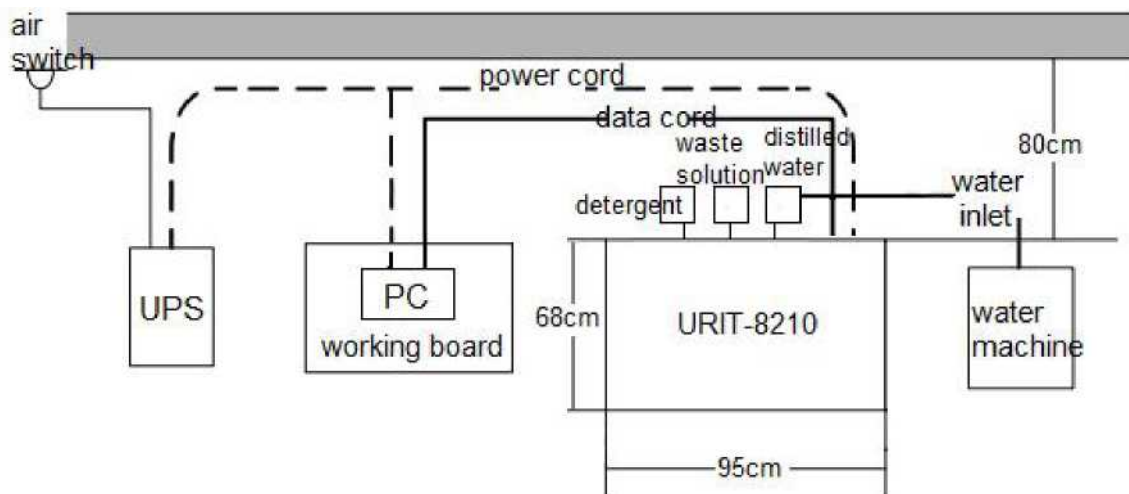 air
switch
power cord
data cord
waste
solution
distilled
water
detergent
water
inlet
80cm
UPS
PC
working board
68cm
URIT-8210
water
machine
95cm